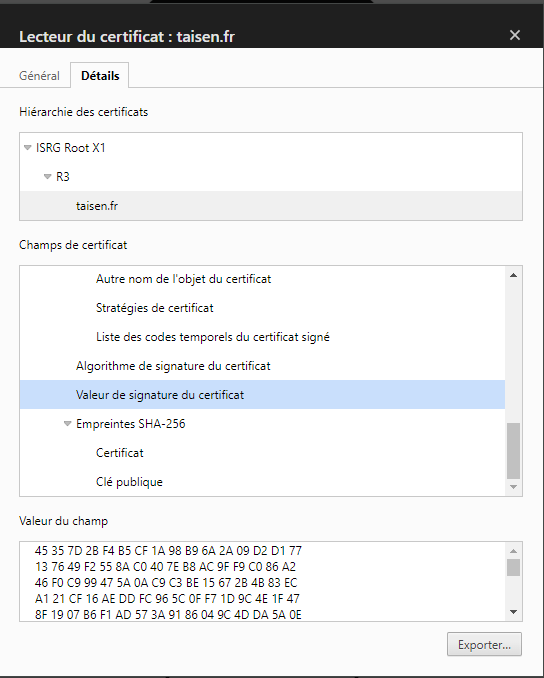 Lecteur du certificat : taisen.fr
Général
Détails
Hiérarchie des certificats
ISRG Root X1
R3
taisen.fr
Champs de certificat
Autre nom de l'objet du certificat
Stratégies de certificat
Liste des codes temporels du certificat signé
Algorithme de signature du certificat
Valeur de signature du certificat
Empreintes SHA-256
Certificat
Clé publique
Valeur du champ
45 35 7D 2B F4 B5 CF 1A 98 B9 6A 2A 09 D2 D1 77
13 76 49 F2 55 8A C0 40 7E B8 AC 9F F9 C0 86 A2
46 F0 C9 99 47 5A 0A C9 C3 BE 15 67 2B 4B 83 EC
A1 21 CF 16 AE DD FC 96 5C 0F F7 1D 9C 4E 1F 47
8F 19 07 B6 F1 AD 57 3A 91 86 04 9C 4D DA 5A 0E
Exporter...